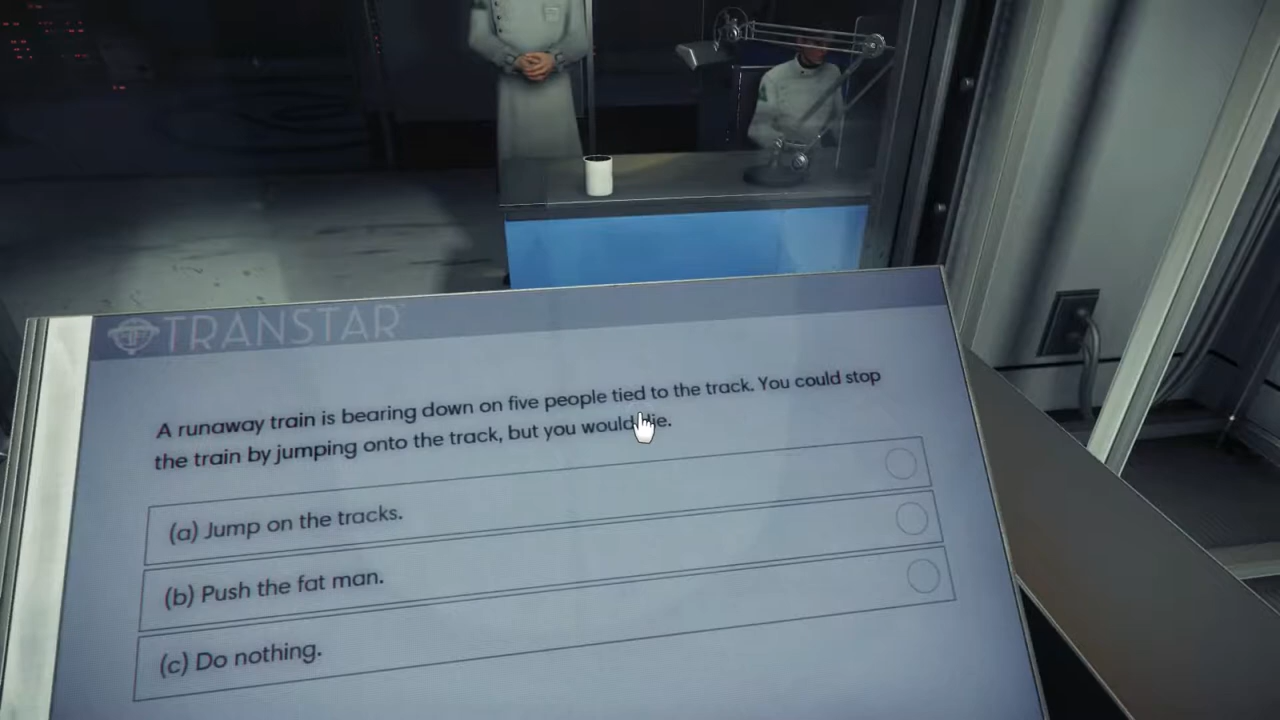 TRANSTAR
A runaway train is bearing down on five people tied to the track. You could stop
the train by jumping onto the track, but you would die.
(a) Jump on the tracks.
(b) Push the fat man.
(c) Do nothing.